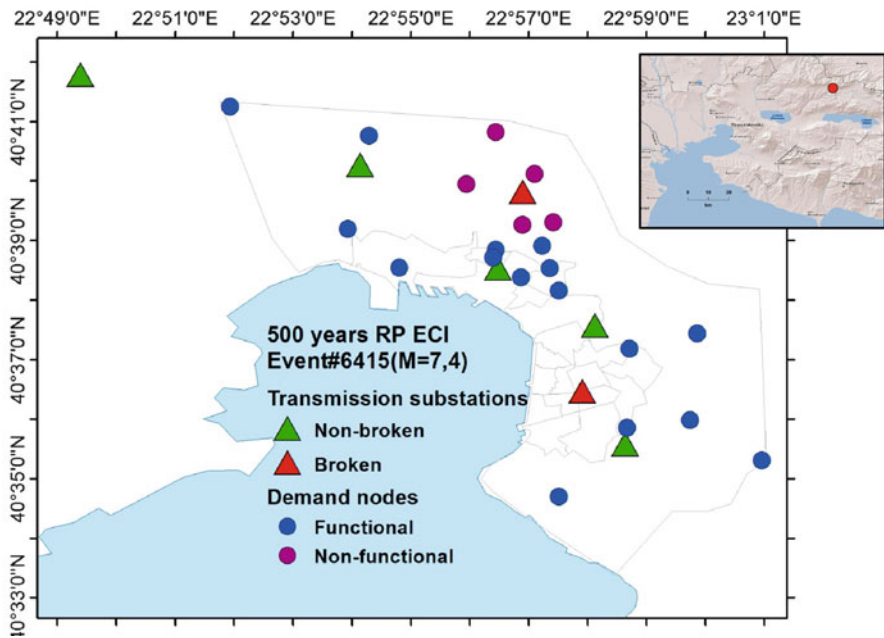 22°49'0"E 22°51'0"E 22°53'0"E 22°55'0"E 22°57'0"E 22°59'0"E 23°1'0"E
40°41'0"N
40°39'0"N
40°37'0"N
40°35'0"N
40°33'0"N
500 years RP ECI
Event#6415(M=7,4)
Transmission substations
Non-broken
Broken
Demand nodes
Functional
Non-functional